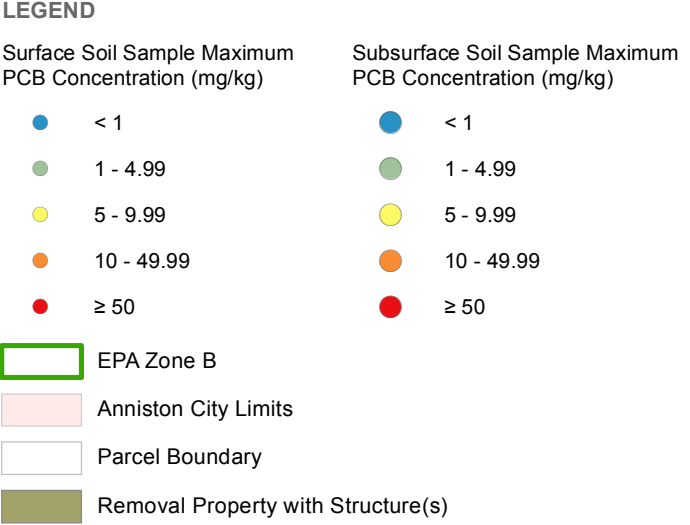 LEGEND
Surface Soil Sample Maximum
PCB Concentration (mg/kg)
< 1
1 - 4.99
5 - 9.99
10 - 49.99
≥ 50
Subsurface Soil Sample Maximum
PCB Concentration (mg/kg)
< 1
1 - 4.99
5 - 9.99
10 - 49.99
≥ 50
EPA Zone B
Anniston City Limits
Parcel Boundary
Removal Property with Structure(s)